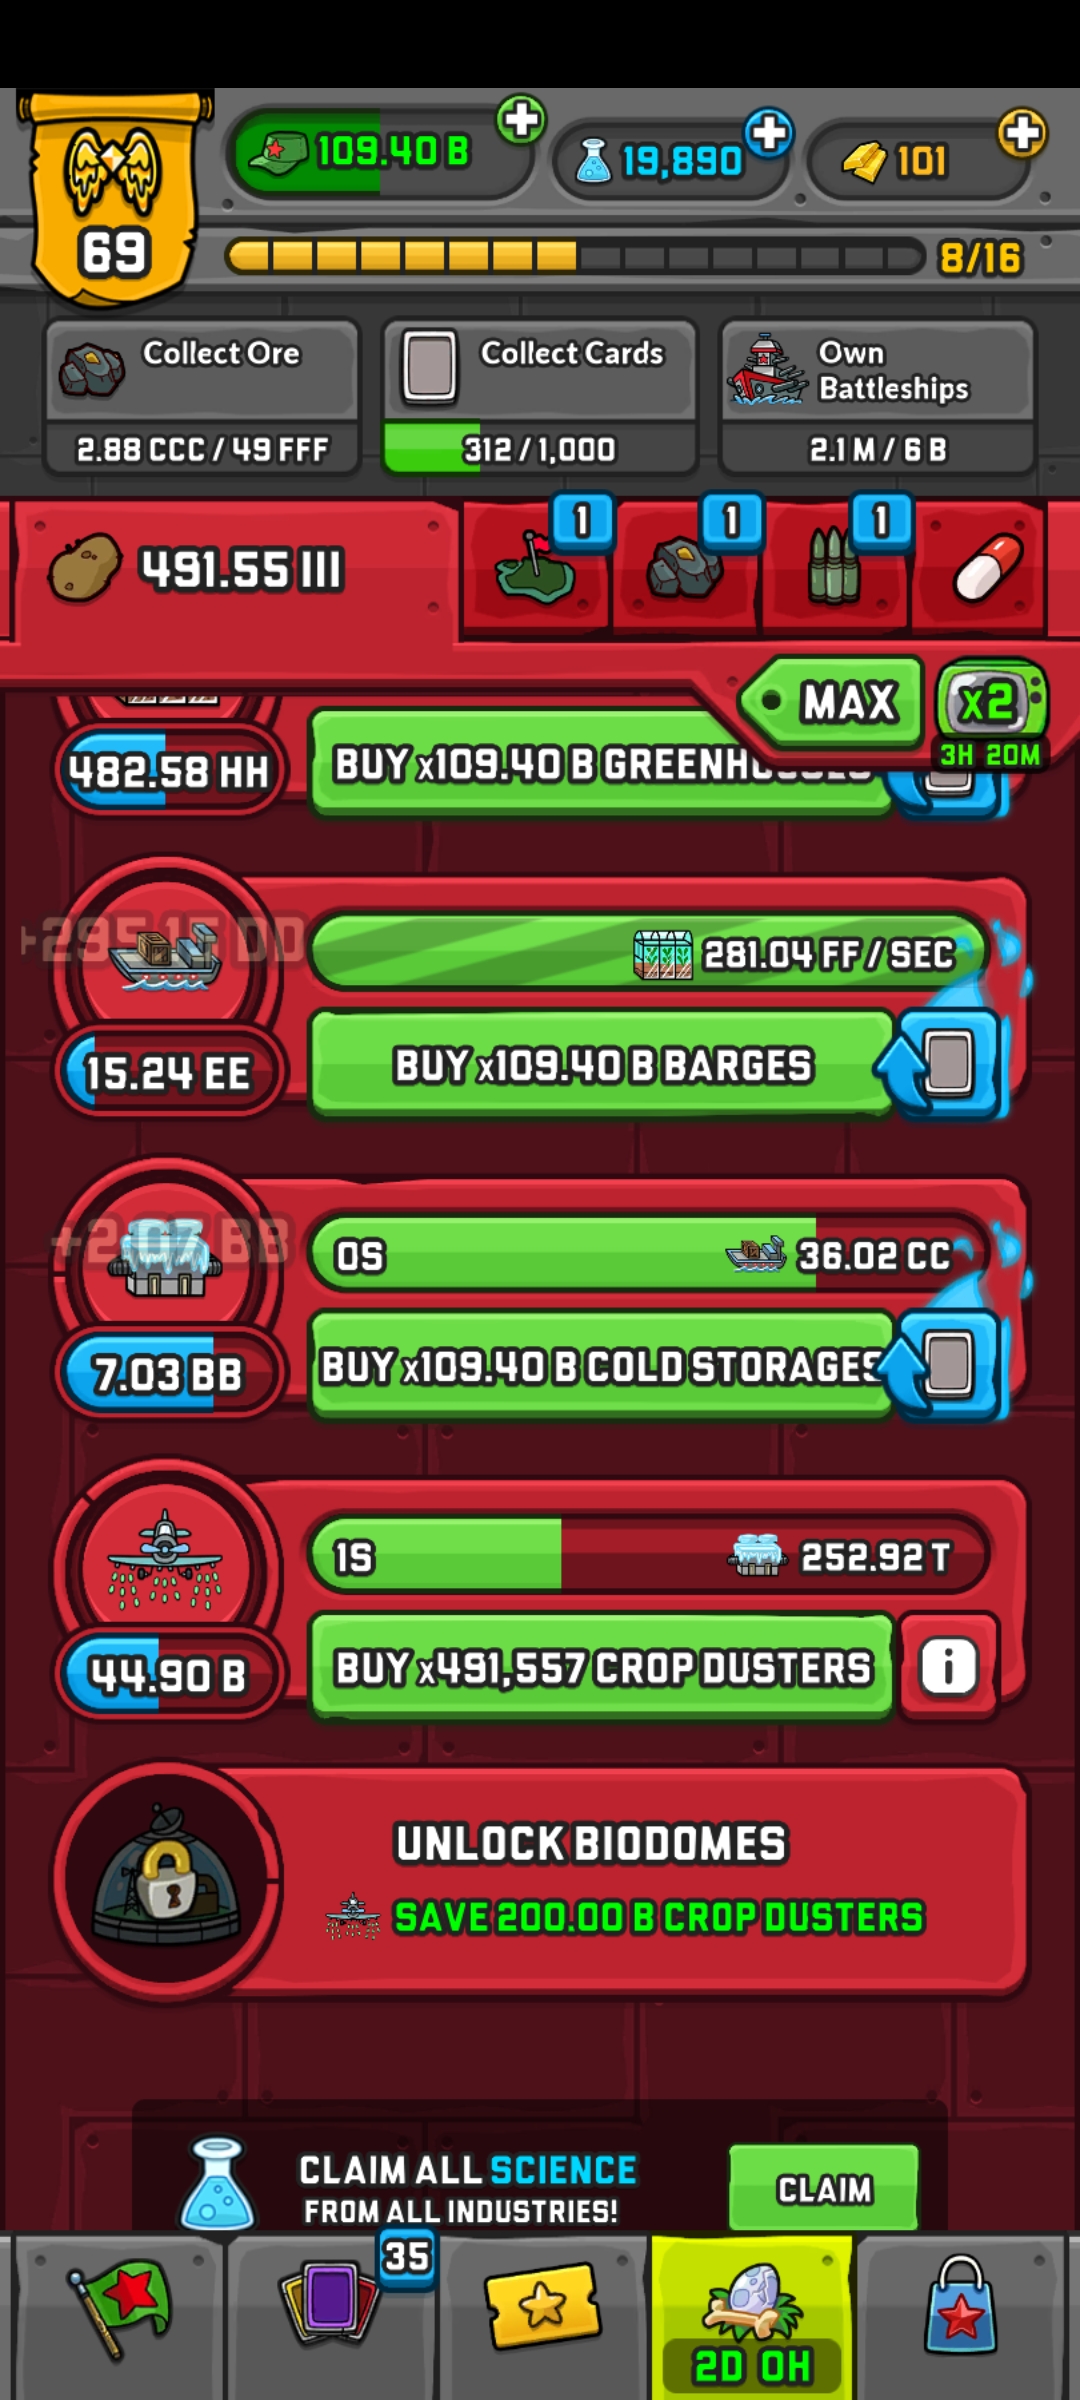 109.40 B
19,890
101
69
8/16
Collect Ore
2.88 CCC / 49 FFF
Collect Cards
312 / 1,000
Own
Battleships
2.1 M / 6 B
491.55 III
1
1
1
MAX
x2
3H 20M
482.58 HH
BUY x109.40 B GREENHOUSES
+295.15 DD
281.04 FF / SEC
15.24 EE
BUY x109.40 B BARGES
+2.07 BB
0S
36.02 CC
7.03 BB
BUY x109.40 B COLD STORAGES
1S
252.92 T
44.90 B
BUY x491,557 CROP DUSTERS
i
UNLOCK BIODOMES
SAVE 200.00 B CROP DUSTERS
CLAIM ALL SCIENCE
FROM ALL INDUSTRIES!
CLAIM
35
2D 0H